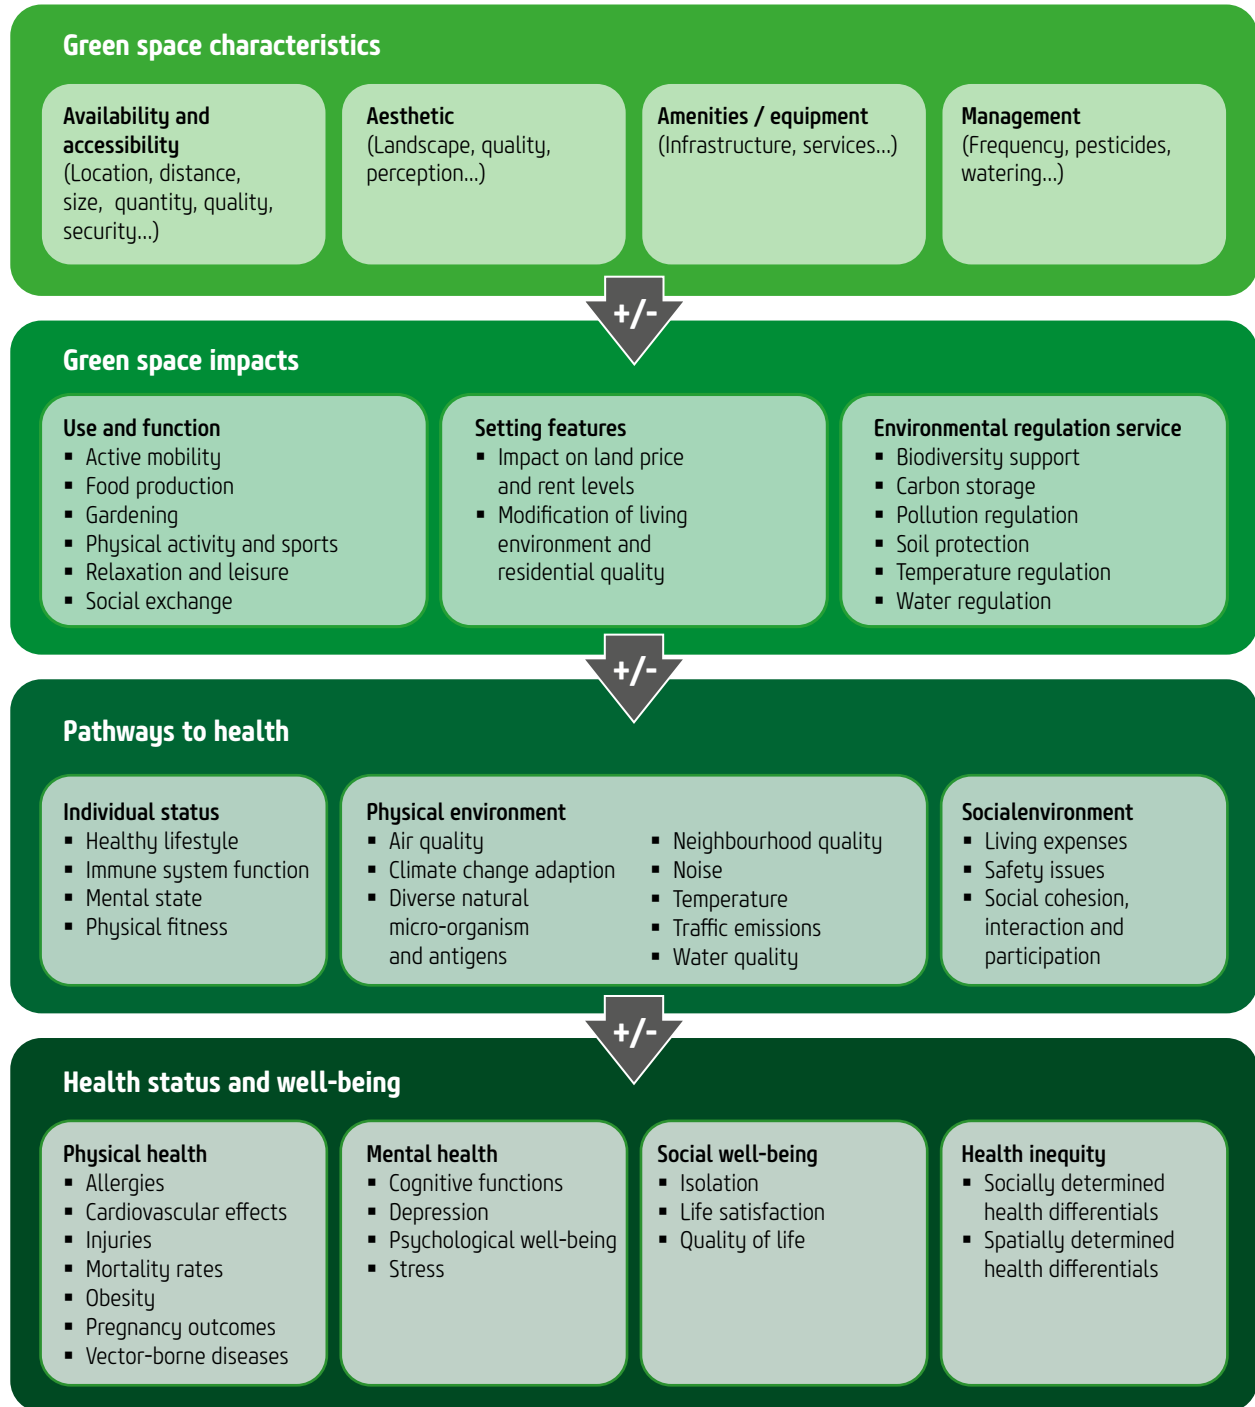 Green space characteristics
Availability and
accessibility
(Location, distance,
size, quantity, quality,
security...)
Aesthetic
(Landscape, quality,
perception...)
Amenities / equipment
(Infrastructure, services...)
Management
(Frequency, pesticides,
watering...)
+/-
Green space impacts
Use and function
▪ Active mobility
▪ Food production
▪ Gardening
▪ Physical activity and sports
▪ Relaxation and leisure
▪ Social exchange
Setting features
▪ Impact on land price
and rent levels
▪ Modification of living
environment and
residential quality
Environmental regulation service
▪ Biodiversity support
▪ Carbon storage
▪ Pollution regulation
▪ Soil protection
▪ Temperature regulation
▪ Water regulation
+/-
Pathways to health
Individual status
▪ Healthy lifestyle
▪ Immune system function
▪ Mental state
▪ Physical fitness
Physical environment
▪ Air quality
▪ Climate change adaption
▪ Diverse natural
micro-organism
and antigens
▪ Neighbourhood quality
▪ Noise
▪ Temperature
▪ Traffic emissions
▪ Water quality
Socialenvironment
▪ Living expenses
▪ Safety issues
▪ Social cohesion,
interaction and
participation
+/-
Health status and well-being
Physical health
▪ Allergies
▪ Cardiovascular effects
▪ Injuries
▪ Mortality rates
▪ Obesity
▪ Pregnancy outcomes
▪ Vector-borne diseases
Mental health
▪ Cognitive functions
▪ Depression
▪ Psychological well-being
▪ Stress
Social well-being
▪ Isolation
▪ Life satisfaction
▪ Quality of life
Health inequity
▪ Socially determined
health differentials
▪ Spatially determined
health differentials